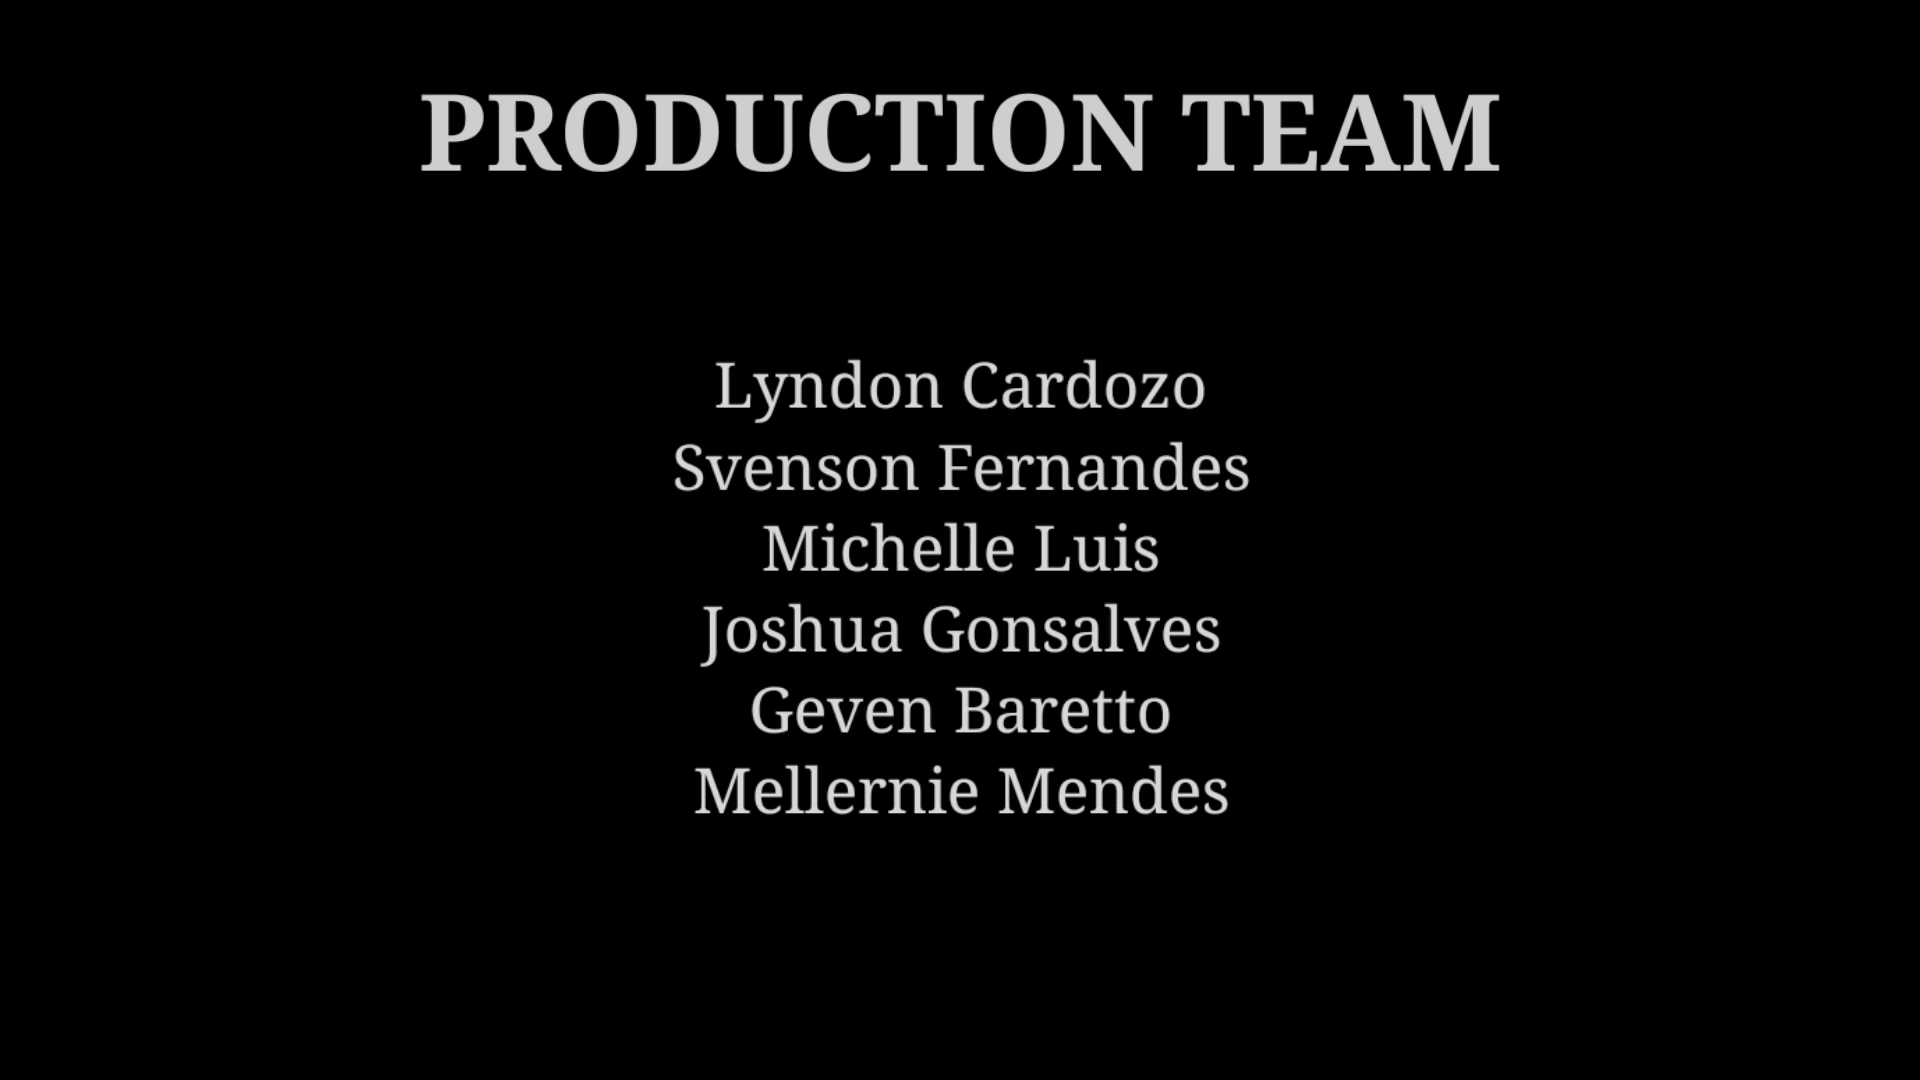 PRODUCTION TEAM
Lyndon Cardozo
Svenson Fernandes
Michelle Luis
Joshua Gonsalves
Geven Baretto
Mellernie Mendes